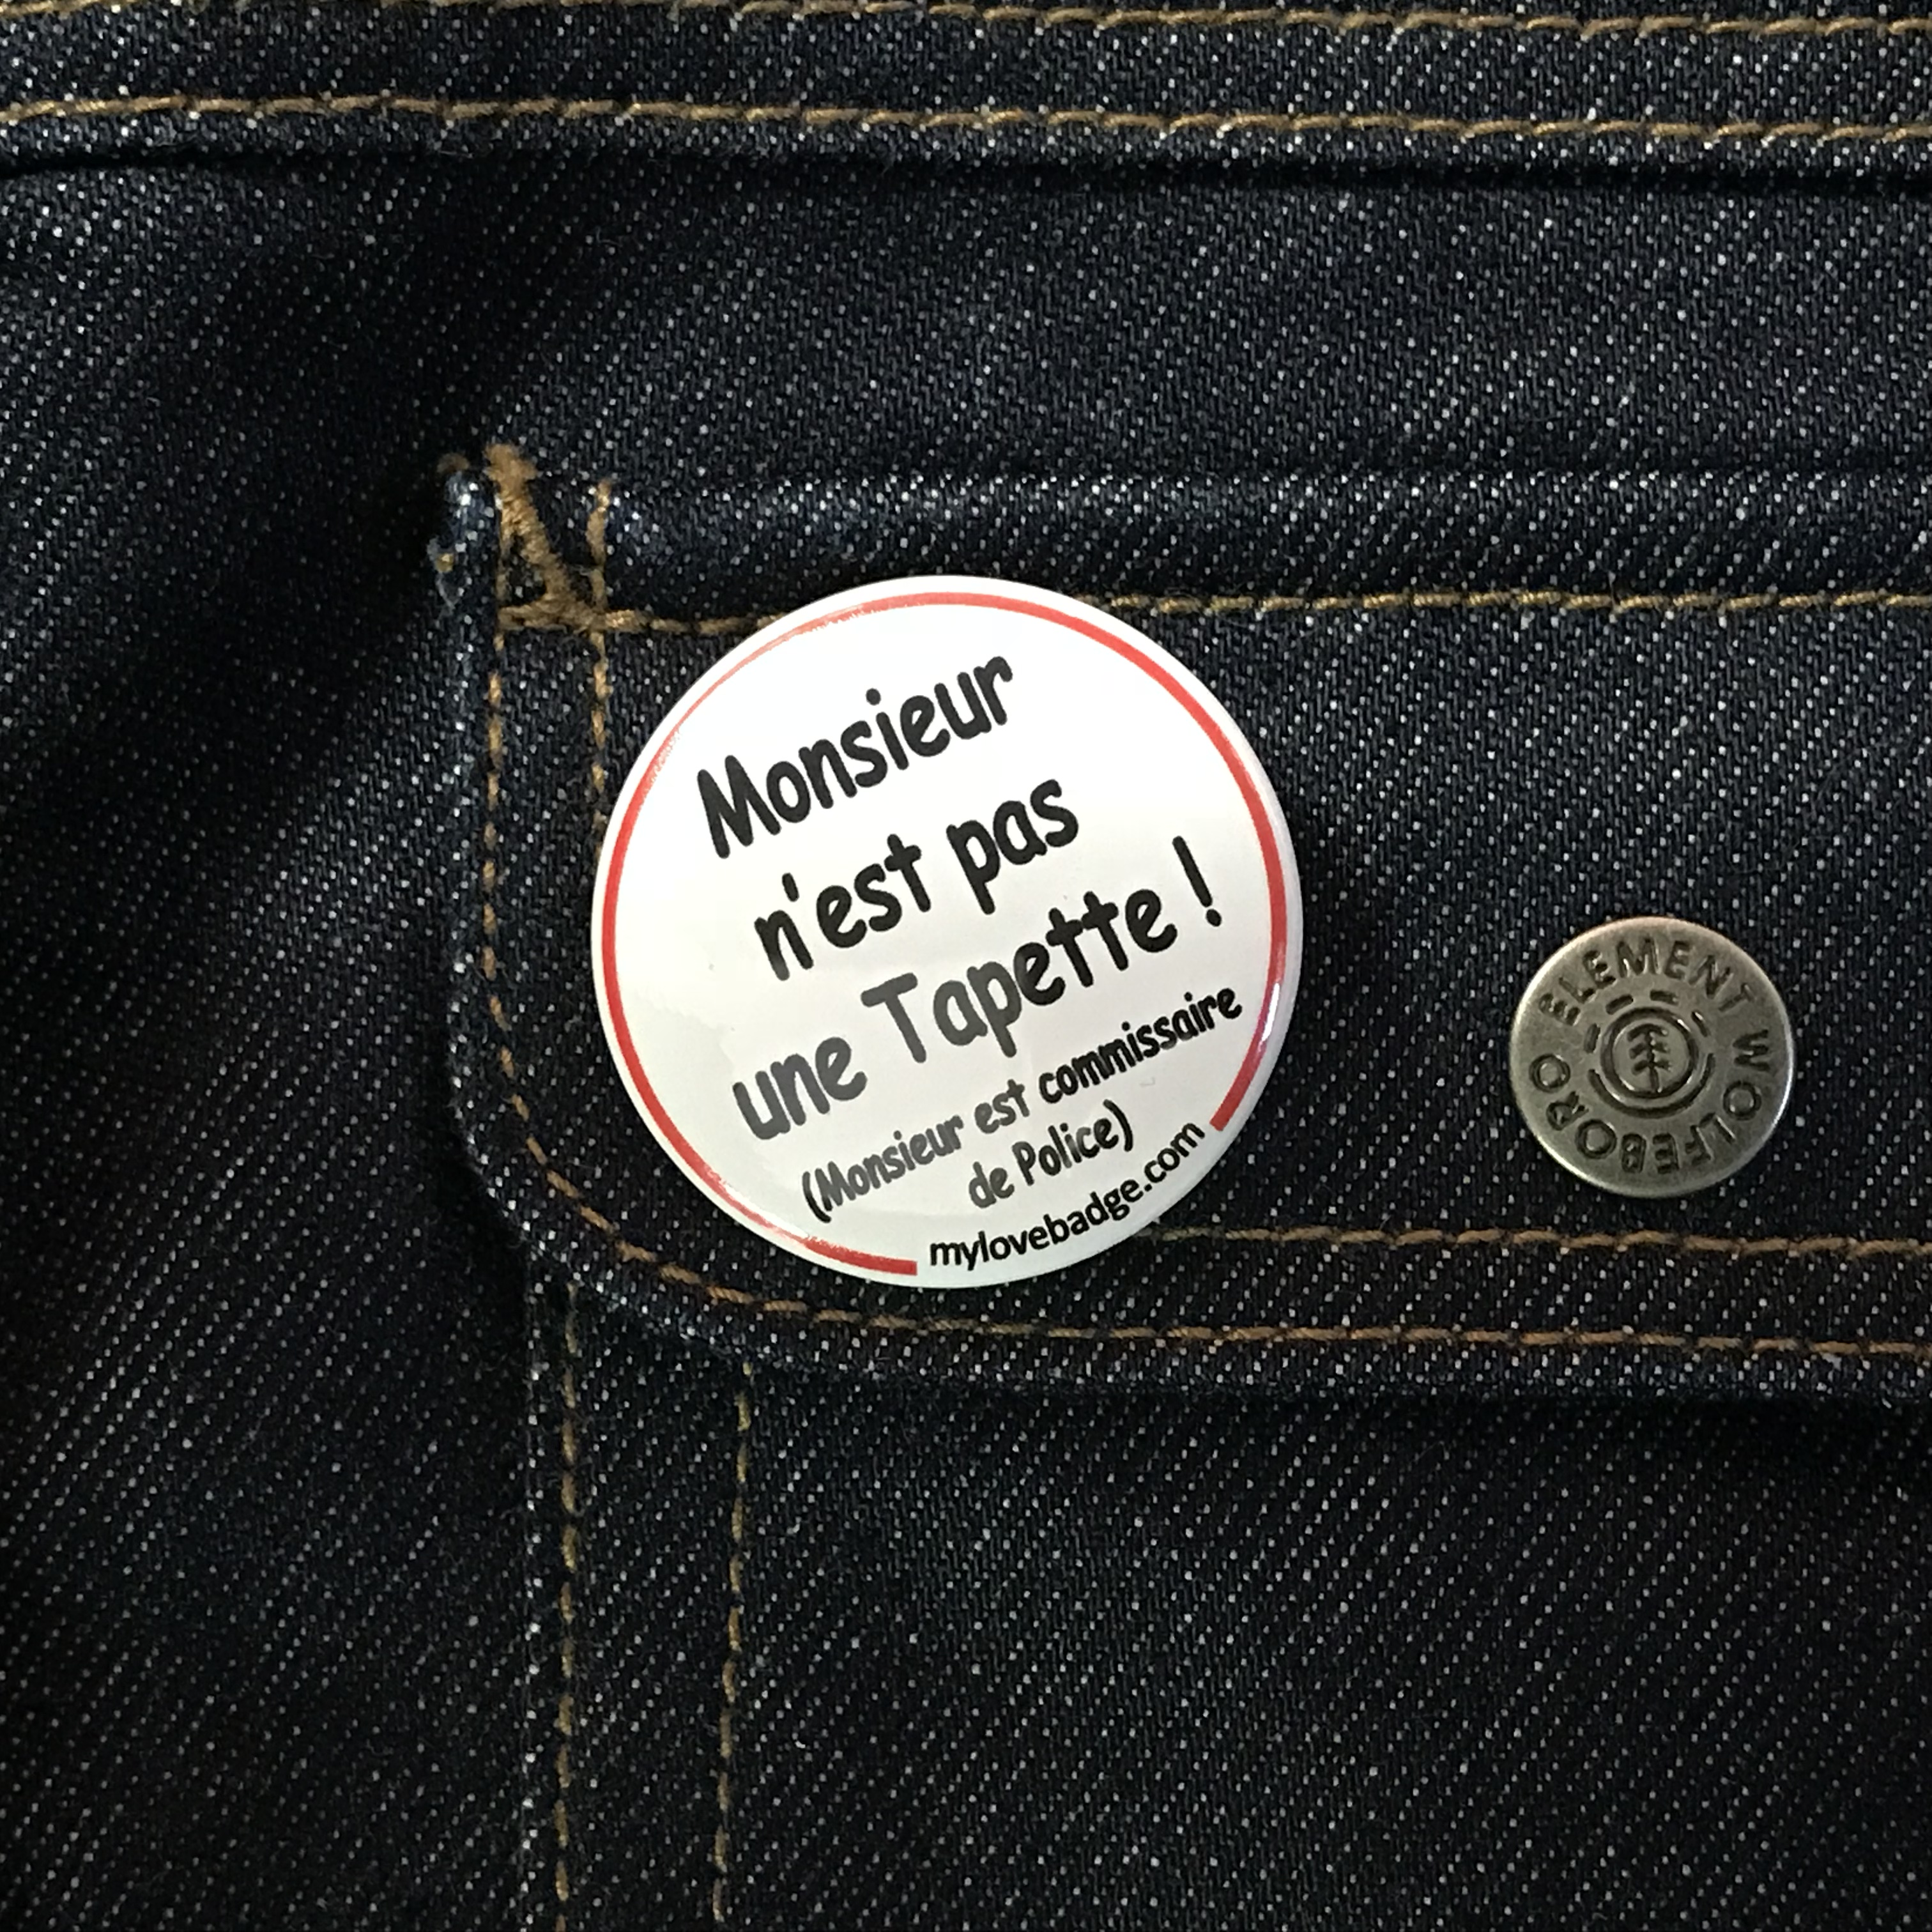 Monsieur
n'est pas
une Tapette !
(Monsieur est commissaire
de Police)
mylovebadge.com
ELEMENT WOLFEBORO